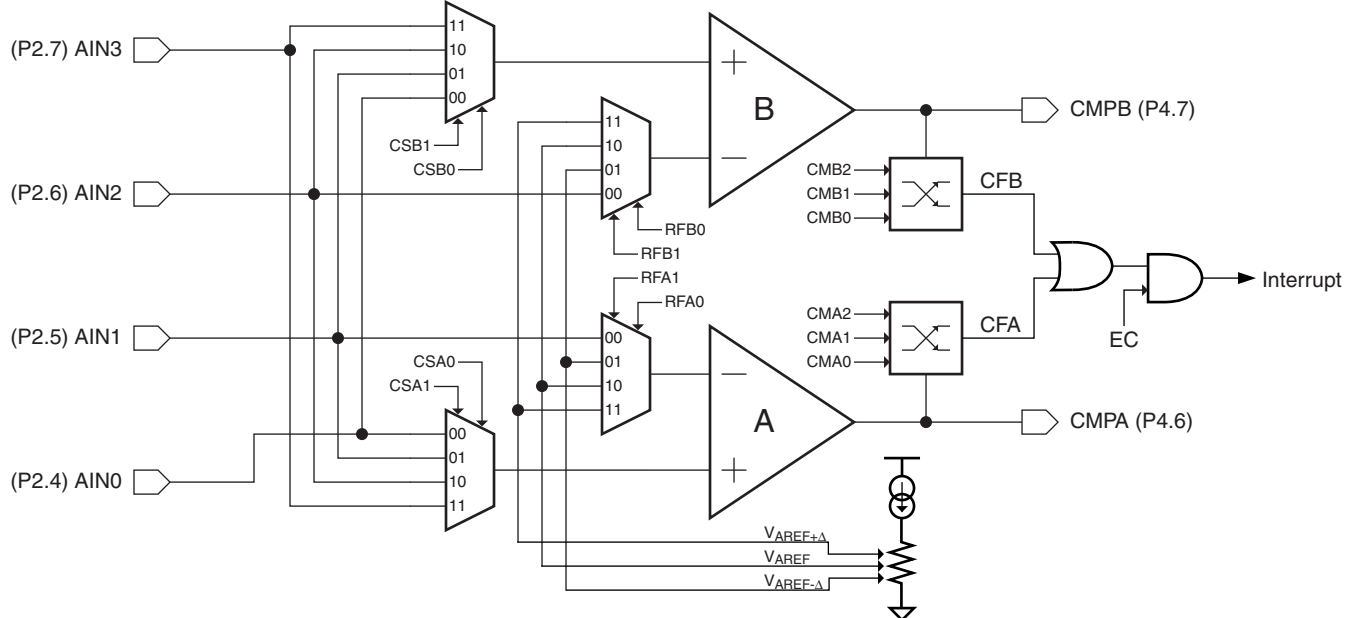 (P2.7) AIN3
11
10
01
00
CSB1
CSB0
+
B
−
11
10
01
00
RFB0
RFB1
CMPB (P4.7)
CMB2
CMB1
CMB0
CFB
(P2.6) AIN2
Interrupt
EC
RFA1
RFA0
(P2.5) AIN1
00
01
10
11
−
A
+
CMA2
CMA1
CMA0
CFA
CMPA (P4.6)
CSA0
CSA1
00
01
10
11
(P2.4) AIN0
VAREF+Δ
VAREF
VAREF-Δ